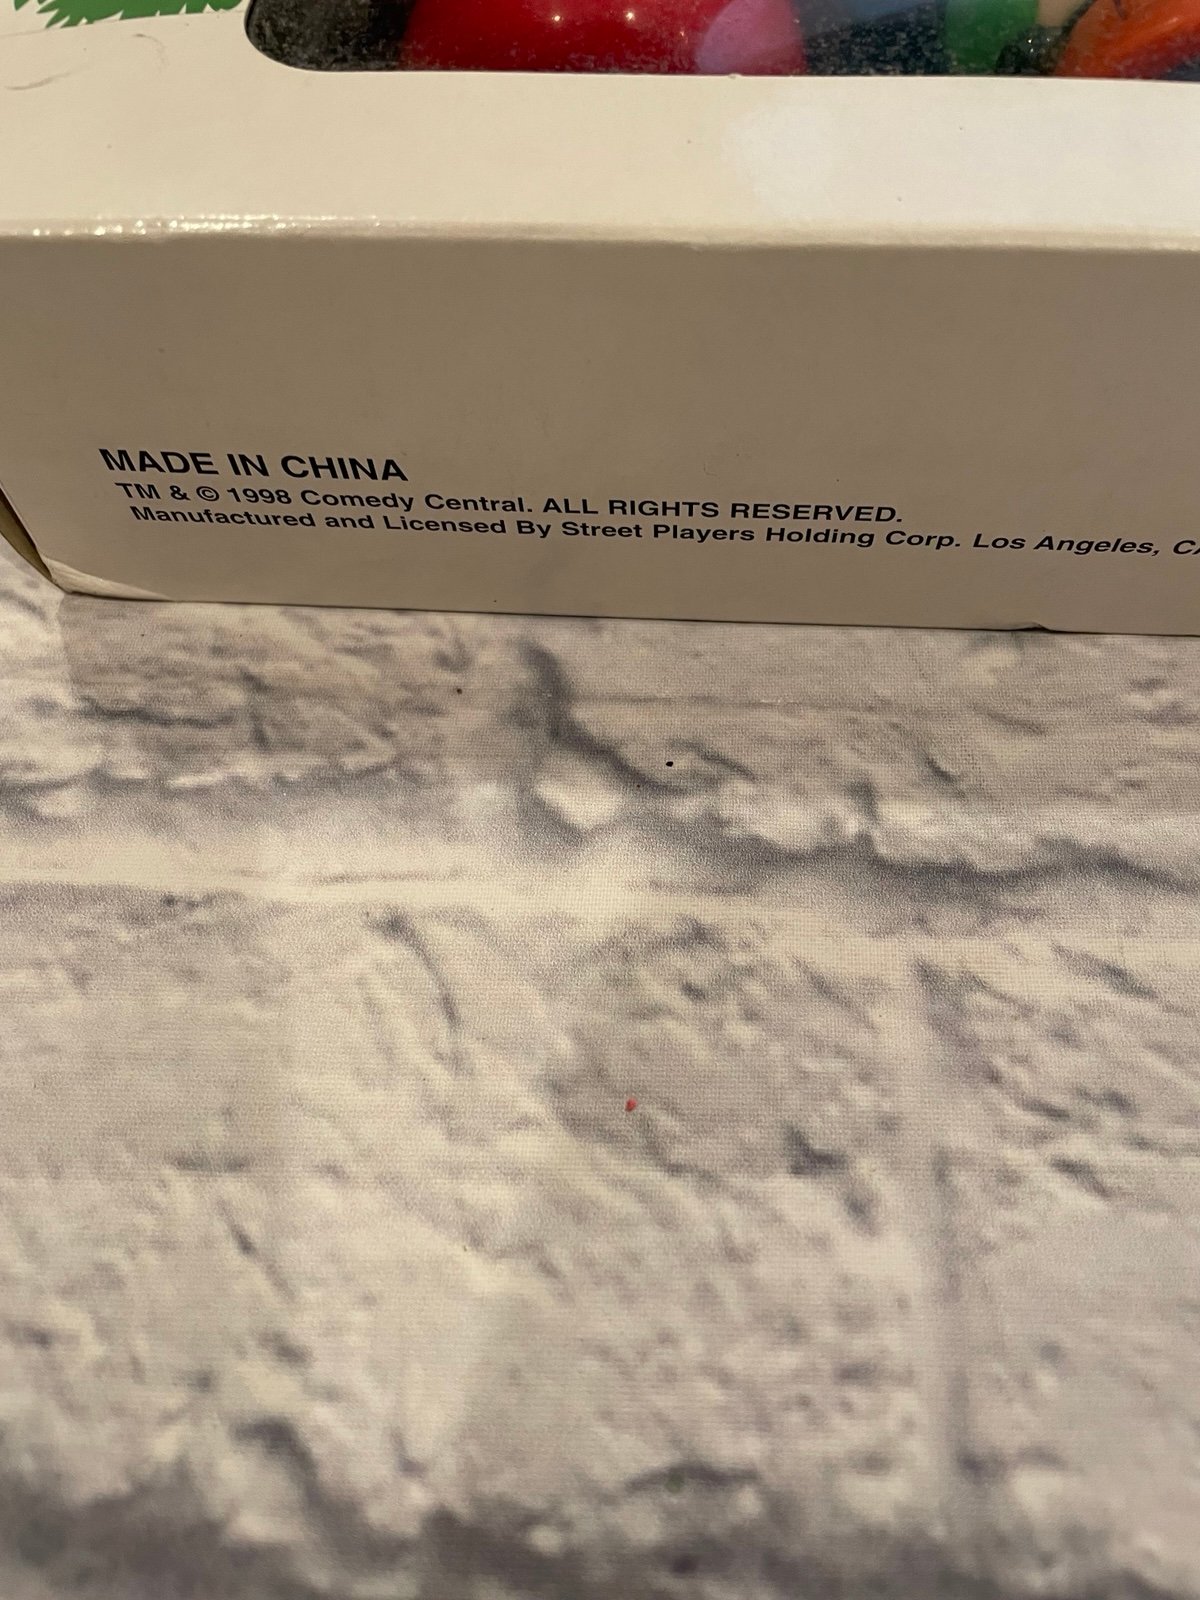 MADE IN CHINA
TM & © 1998 Comedy Central. ALL RIGHTS RESERVED.
Manufactured and Licensed By Street Players Holding Corp. Los Angeles, CA